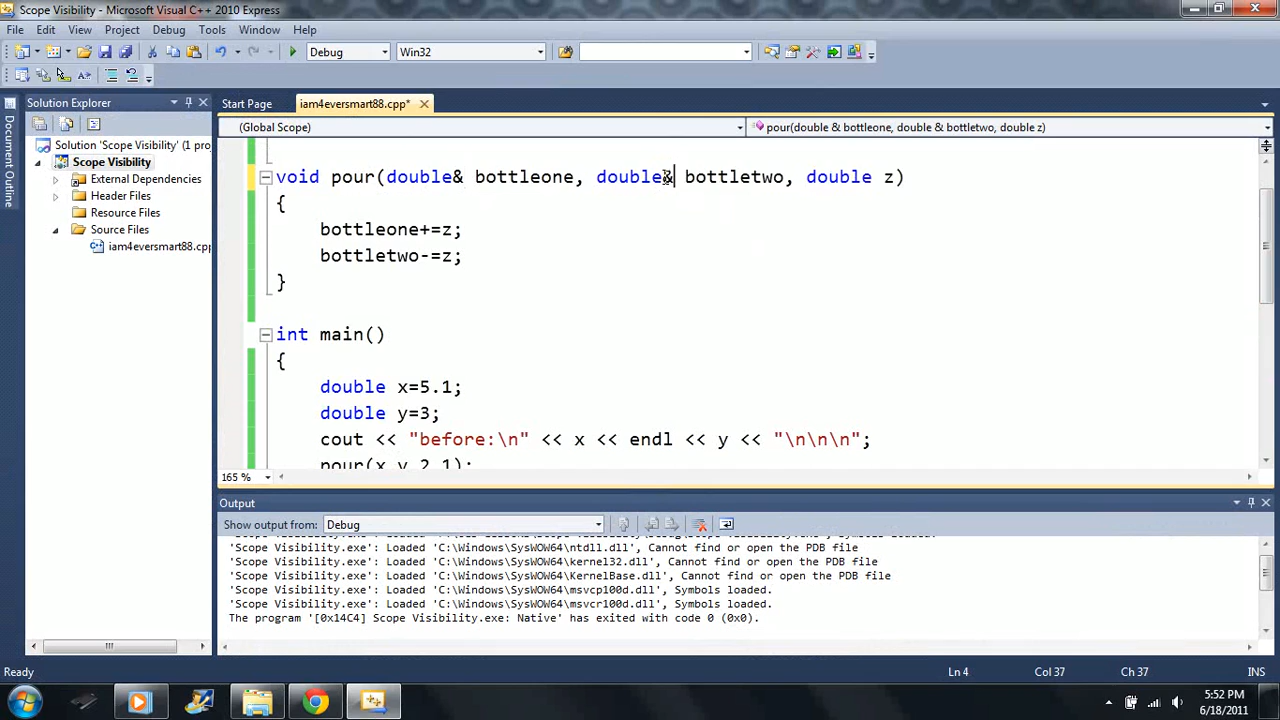 Scope Visibility - Microsoft Visual C++ 2010 Express
File Edit View Project Debug Tools Window Help
Debug Win32
Solution Explorer
Start Page iam4eversmart88.cpp*
(Global Scope) pour(double & bottleone, double & bottletwo, double z)
Document Outline
Solution 'Scope Visibility' (1 proj
Scope Visibility
External Dependencies
Header Files
Resource Files
Source Files
iam4eversmart88.cpp
void pour(double& bottleone, double& bottletwo, double z)
{
bottleone+=z;
bottletwo-=z;
}
int main()
{
double x=5.1;
double y=3;
cout << "before:\n" << x << endl << y << "\n\n\n";
pour(x,y,2.1);
165 %
Output
Show output from: Debug
'Scope Visibility.exe': Loaded 'C:\Windows\SysWOW64\ntdll.dll', Cannot find or open the PDB file
'Scope Visibility.exe': Loaded 'C:\Windows\SysWOW64\kernel32.dll', Cannot find or open the PDB file
'Scope Visibility.exe': Loaded 'C:\Windows\SysWOW64\KernelBase.dll', Cannot find or open the PDB file
'Scope Visibility.exe': Loaded 'C:\Windows\SysWOW64\msvcp100d.dll', Symbols loaded.
'Scope Visibility.exe': Loaded 'C:\Windows\SysWOW64\msvcr100d.dll', Symbols loaded.
The program '[0x14C4] Scope Visibility.exe: Native' has exited with code 0 (0x0).
Ready Ln 4 Col 37 Ch 37 INS
5:52 PM
6/18/2011